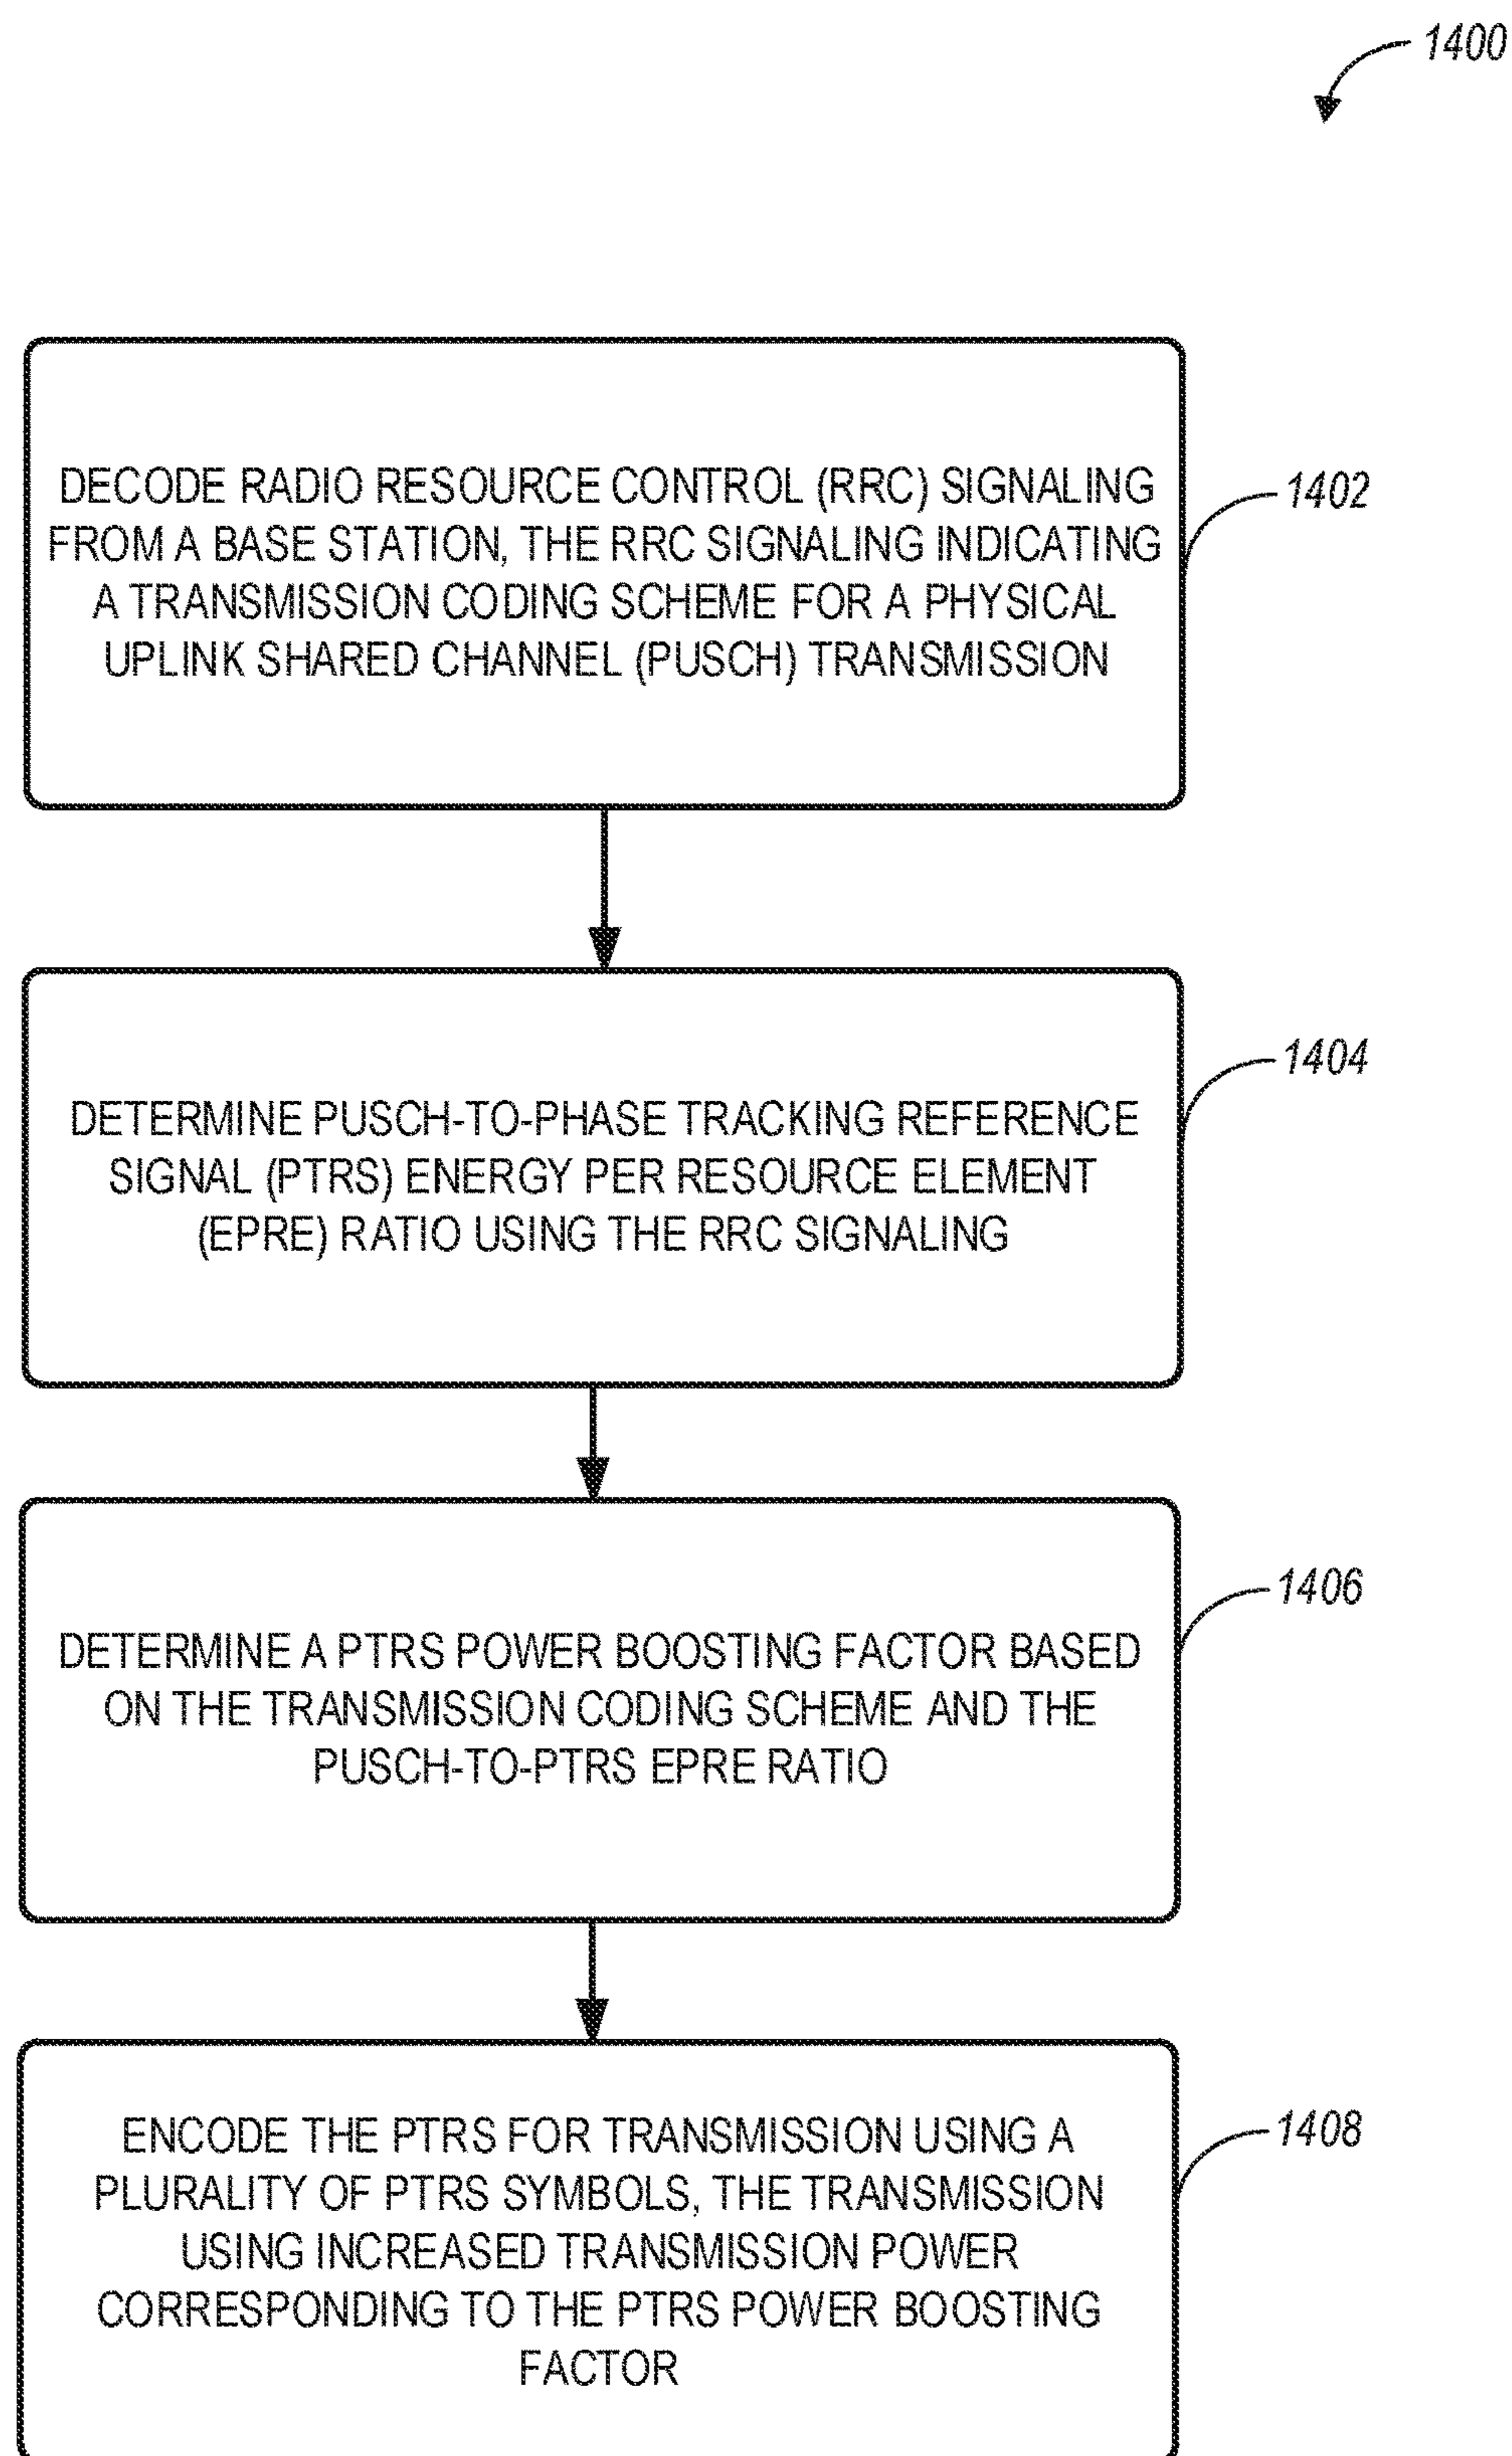 1400
DECODE RADIO RESOURCE CONTROL (RRC) SIGNALING
FROM A BASE STATION, THE RRC SIGNALING INDICATING
A TRANSMISSION CODING SCHEME FOR A PHYSICAL
UPLINK SHARED CHANNEL (PUSCH) TRANSMISSION
1402
DETERMINE PUSCH-TO-PHASE TRACKING REFERENCE
SIGNAL (PTRS) ENERGY PER RESOURCE ELEMENT
(EPRE) RATIO USING THE RRC SIGNALING
1404
DETERMINE A PTRS POWER BOOSTING FACTOR BASED
ON THE TRANSMISSION CODING SCHEME AND THE
PUSCH-TO-PTRS EPRE RATIO
1406
ENCODE THE PTRS FOR TRANSMISSION USING A
PLURALITY OF PTRS SYMBOLS, THE TRANSMISSION
USING INCREASED TRANSMISSION POWER
CORRESPONDING TO THE PTRS POWER BOOSTING
FACTOR
1408